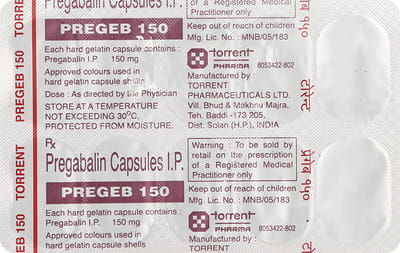 TORRENT
PREGEB 150
TORRENT
PREGEB 150
Pregabalin Capsules I.P.
PREGEB 150
Each hard gelatin capsule contains :
Pregabalin I.P. 150 mg
Approved colours used in
hard gelatin capsule shells
Dose : As directed by the Physician
STORE AT A TEMPERATURE
NOT EXCEEDING 30°C,
PROTECTED FROM MOISTURE.
of a Registered Medical
Practitioner only
Keep out of reach of children
Mfg. Lic. No. : MNB/05/183
torrent
PHARMA 8053422-802
Manufactured by :
TORRENT
PHARMACEUTICALS LTD.
Vill. Bhud & Makhnu Majra,
Teh. Baddi -173 205,
Dist. Solan (H.P.), INDIA.
Rx
Pregabalin Capsules I.P.
PREGEB 150
Each hard gelatin capsule contains :
Pregabalin I.P. 150 mg
Approved colours used in
hard gelatin capsule shells
Warning : To be sold by
retail on the prescription
of a Registered Medical
Practitioner only
Keep out of reach of children
Mfg. Lic. No. : MNB/05/183
torrent
PHARMA 8053422-802
Manufactured by :
TORRENT
टोरेन्ट